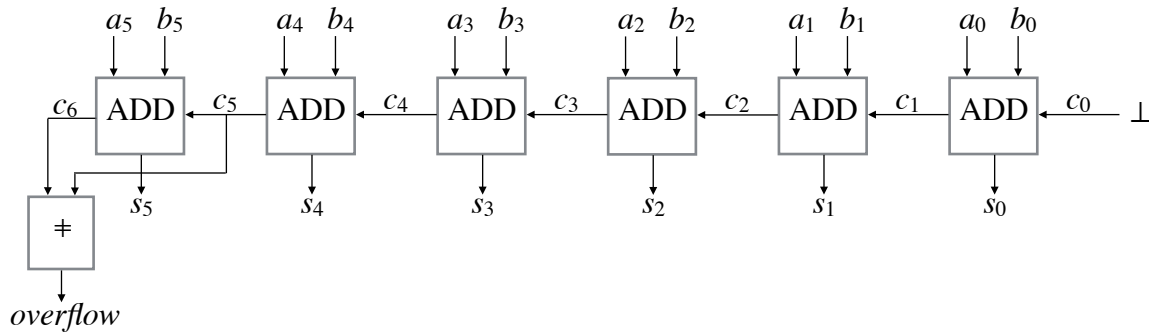 a₅ b₅ a₄ b₄ a₃ b₃ a₂ b₂ a₁ b₁ a₀ b₀
c₆ ADD c₅ ADD c₄ ADD c₃ ADD c₂ ADD c₁ ADD c₀ ⊥
s₅ s₄ s₃ s₂ s₁ s₀
≠
overflow